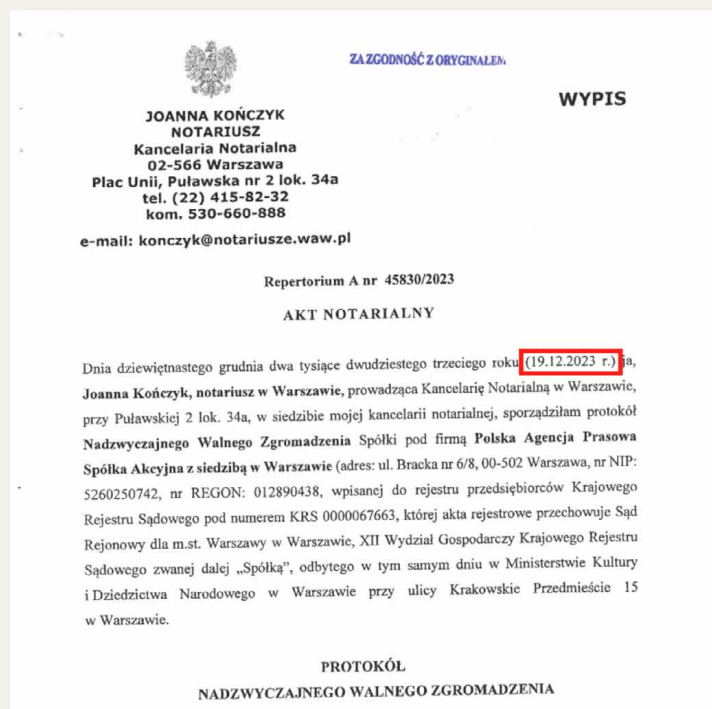 ZA ZGODNOŚĆ Z ORYGINAŁEM
WYPIS
JOANNA KOŃCZYK
NOTARIUSZ
Kancelaria Notarialna
02-566 Warszawa
Plac Unii, Puławska nr 2 lok. 34a
tel. (22) 415-82-32
kom. 530-660-888
e-mail: konczyk@notariusze.waw.pl
Repertorium A nr 45830/2023
AKT NOTARIALNY
Dnia dziewiętnastego grudnia dwa tysiące dwudziestego trzeciego roku (19.12.2023 r.) ja,
Joanna Kończyk, notariusz w Warszawie, prowadząca Kancelarię Notarialną w Warszawie,
przy Puławskiej 2 lok. 34a, w siedzibie mojej kancelarii notarialnej, sporządziłam protokół
Nadzwyczajnego Walnego Zgromadzenia Spółki pod firmą Polska Agencja Prasowa
Spółka Akcyjna z siedzibą w Warszawie (adres: ul. Bracka nr 6/8, 00-502 Warszawa, nr NIP:
5260250742, nr REGON: 012890438, wpisanej do rejestru przedsiębiorców Krajowego
Rejestru Sądowego pod numerem KRS 0000067663, której akta rejestrowe przechowuje Sąd
Rejonowy dla m.st. Warszawy w Warszawie, XII Wydział Gospodarczy Krajowego Rejestru
Sądowego zwanej dalej „Spółką”, odbytego w tym samym dniu w Ministerstwie Kultury
i Dziedzictwa Narodowego w Warszawie przy ulicy Krakowskie Przedmieście 15
w Warszawie.
PROTOKÓŁ
NADZWYCZAJNEGO WALNEGO ZGROMADZENIA